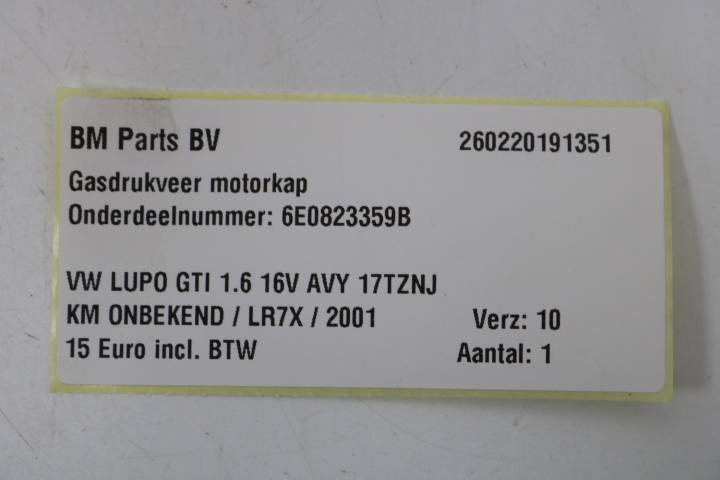 BM Parts BV 260220191351
Gasdrukveer motorkap
Onderdeelnummer: 6E0823359B
VW LUPO GTI 1.6 16V AVY 17TZNJ
KM ONBEKEND / LR7X / 2001 Verz: 10
15 Euro incl. BTW Aantal: 1